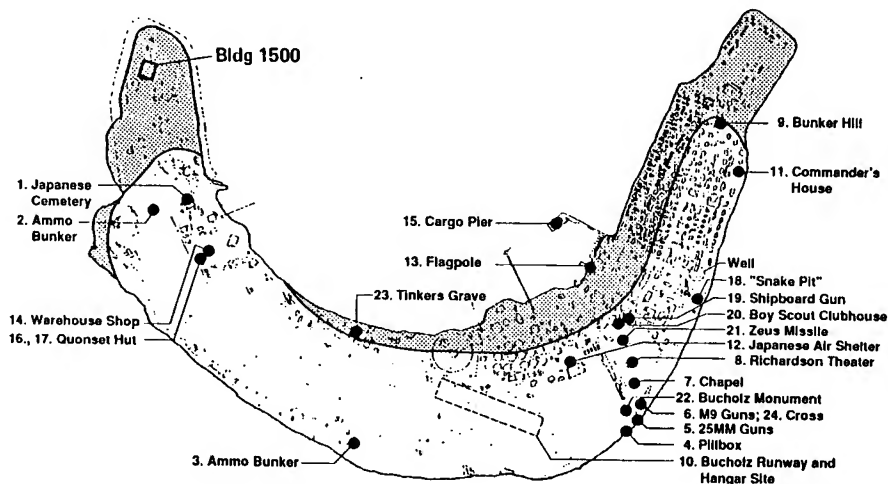 Bldg 1500
1. Japanese
Cemetery
2. Ammo
Bunker
14. Warehouse Shop
16., 17. Quonset Hut
3. Ammo Bunker
23. Tinkers Grave
15. Cargo Pier
13. Flagpole
9. Bunker Hill
11. Commander's
House
Well
18. "Snake Pit"
19. Shipboard Gun
20. Boy Scout Clubhouse
21. Zeus Missile
12. Japanese Air Shelter
8. Richardson Theater
7. Chapel
22. Bucholz Monument
6. M9 Guns; 24. Cross
5. 25MM Guns
4. Pillbox
10. Bucholz Runway and
Hangar Site